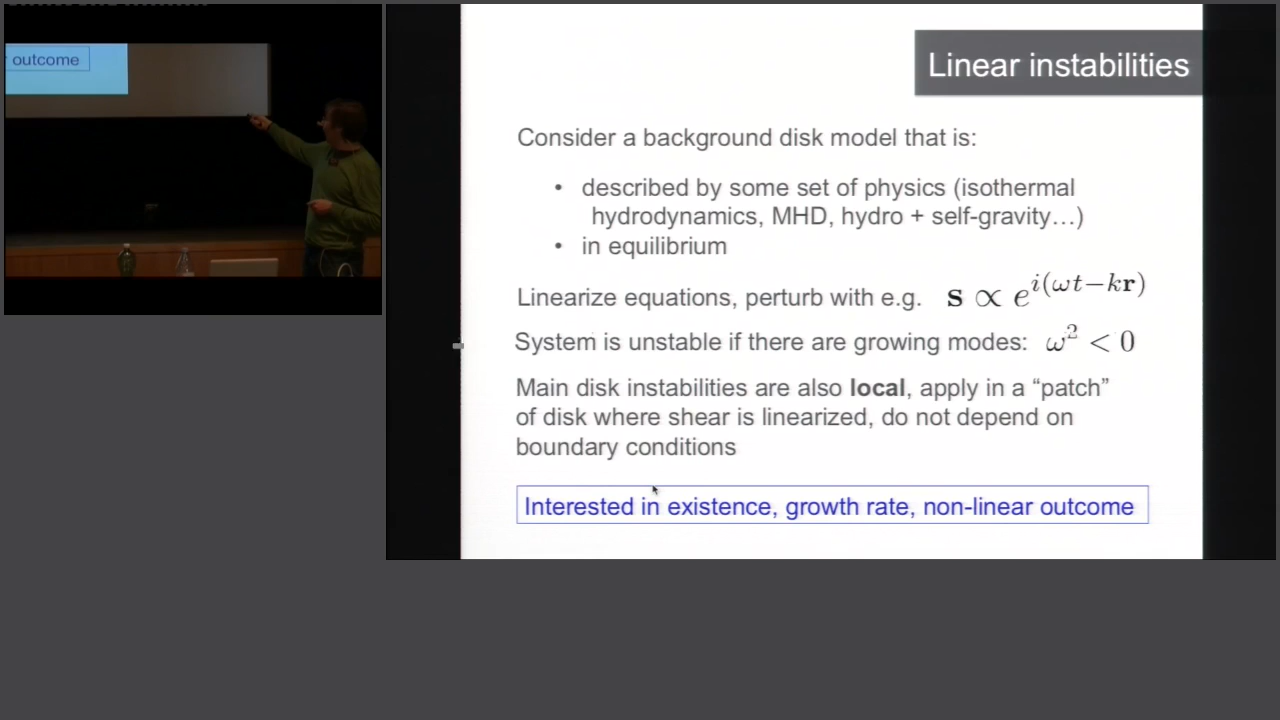 outcome
Linear instabilities
Consider a background disk model that is:
• described by some set of physics (isothermal
hydrodynamics, MHD, hydro + self-gravity…)
• in equilibrium
Linearize equations, perturb with e.g. s ∝ e^{i(ωt−kr)}
System is unstable if there are growing modes: ω² < 0
Main disk instabilities are also local, apply in a “patch”
of disk where shear is linearized, do not depend on
boundary conditions
Interested in existence, growth rate, non-linear outcome